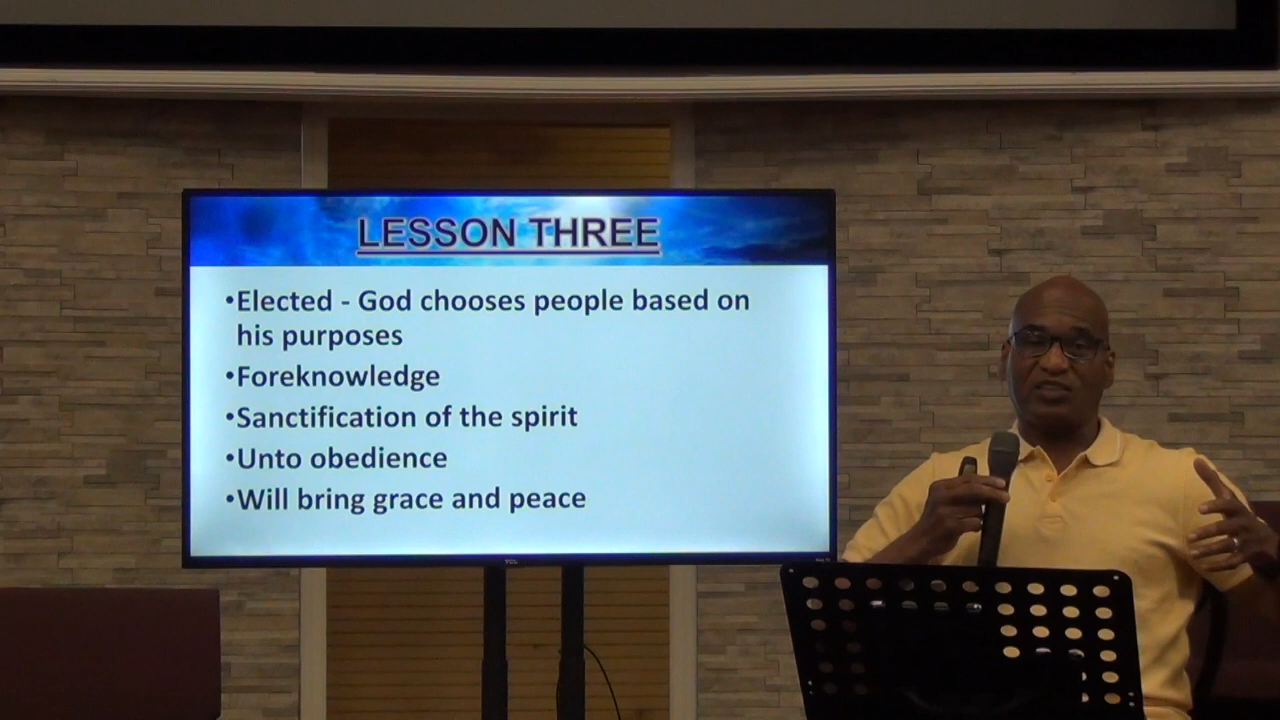 LESSON THREE
•Elected - God chooses people based on
his purposes
•Foreknowledge
•Sanctification of the spirit
•Unto obedience
•Will bring grace and peace
TCL